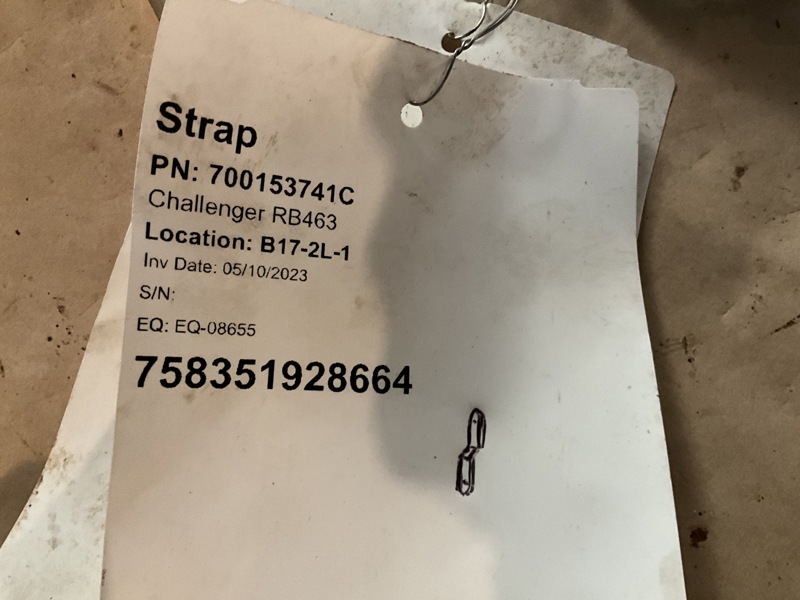 Strap
PN: 700153741C
Challenger RB463
Location: B17-2L-1
Inv Date: 05/10/2023
S/N:
EQ: EQ-08655
758351928664